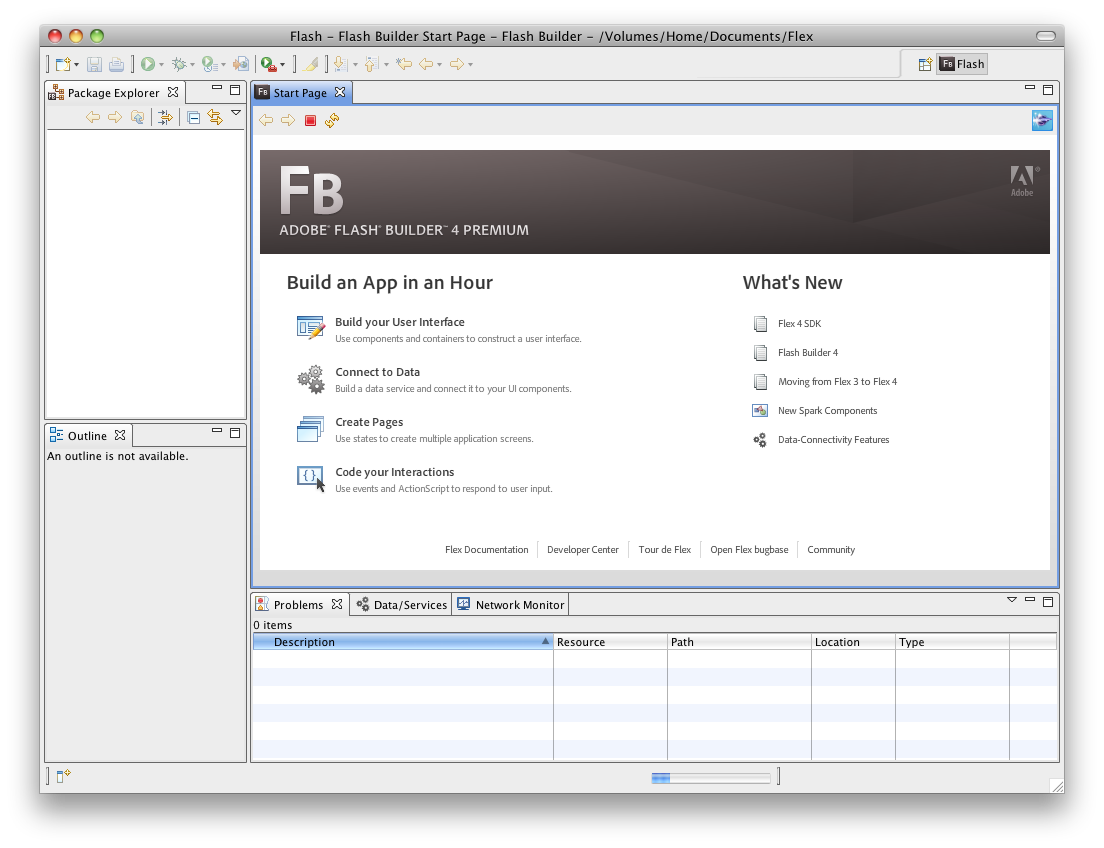 Flash – Flash Builder Start Page – Flash Builder – /Volumes/Home/Documents/Flex
FB Flash
Package Explorer
FB Start Page
FB
Adobe®
ADOBE® FLASH® BUILDER™ 4 PREMIUM
Build an App in an Hour
Build your User Interface
Use components and containers to construct a user interface.
Connect to Data
Build a data service and connect it to your UI components.
Create Pages
Use states to create multiple application screens.
{} Code your Interactions
Use events and ActionScript to respond to user input.
What's New
Flex 4 SDK
Flash Builder 4
Moving from Flex 3 to Flex 4
New Spark Components
Data-Connectivity Features
Flex Documentation Developer Center Tour de Flex Open Flex bugbase Community
Outline
An outline is not available.
Problems Data/Services Network Monitor
0 items
Description Resource Path Location Type